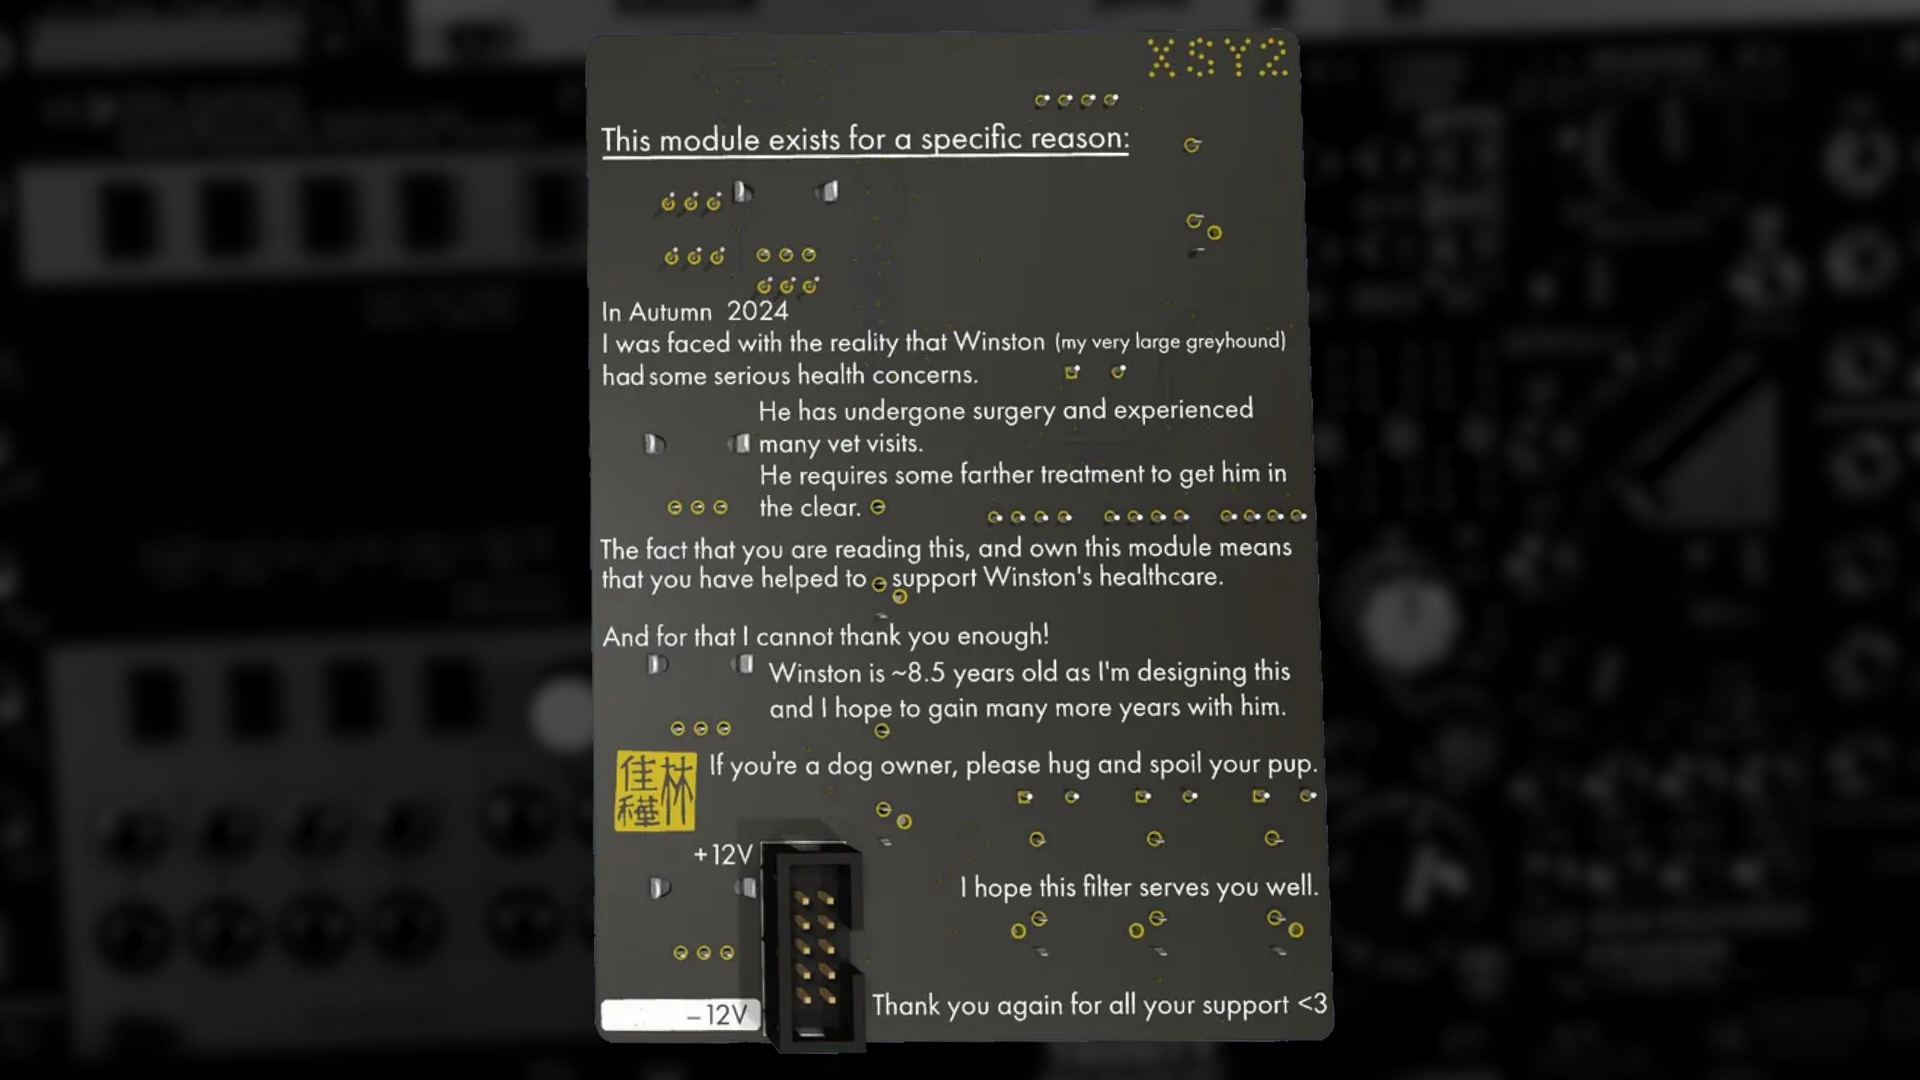 XSY2
This module exists for a specific reason:
In Autumn 2024
I was faced with the reality that Winston (my very large greyhound)
had some serious health concerns.
He has undergone surgery and experienced
many vet visits.
He requires some farther treatment to get him in
the clear.
The fact that you are reading this, and own this module means
that you have helped to support Winston's healthcare.
And for that I cannot thank you enough!
Winston is ~8.5 years old as I'm designing this
and I hope to gain many more years with him.
If you're a dog owner, please hug and spoil your pup.
佳林
樺
+12V
I hope this filter serves you well.
-12V
Thank you again for all your support <3